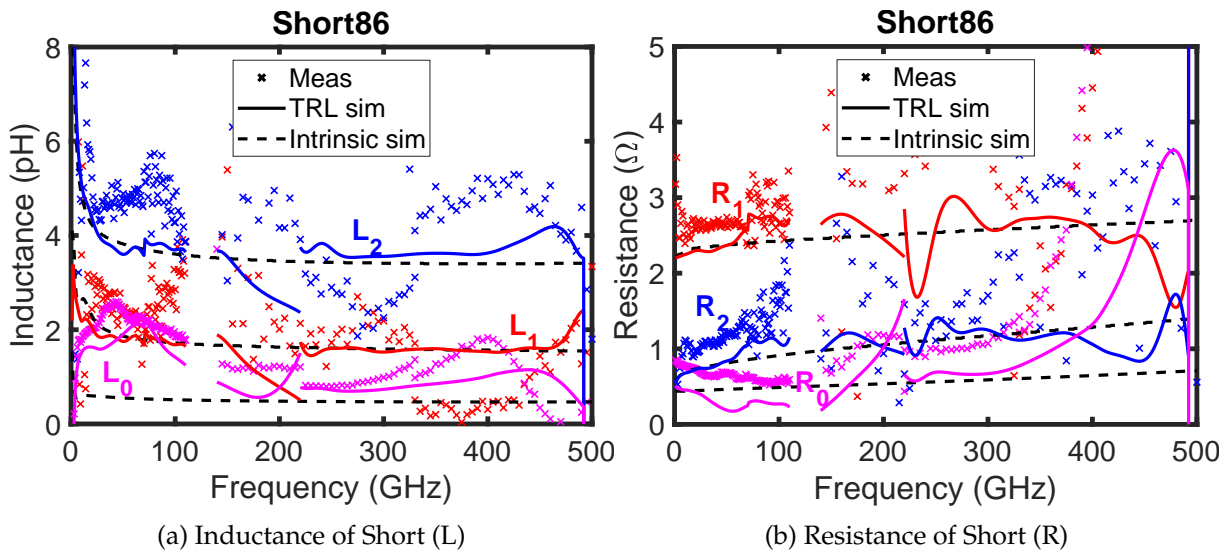 Short86
8
6
4
2
0
Inductance (pH)
Meas
TRL sim
Intrinsic sim
L2
L1
L0
0 100 200 300 400 500
Frequency (GHz)
(a) Inductance of Short (L)
Short86
5
4
3
2
1
0
Resistance (Ω)
Meas
TRL sim
Intrinsic sim
R1
R2
R0
0 100 200 300 400 500
Frequency (GHz)
(b) Resistance of Short (R)